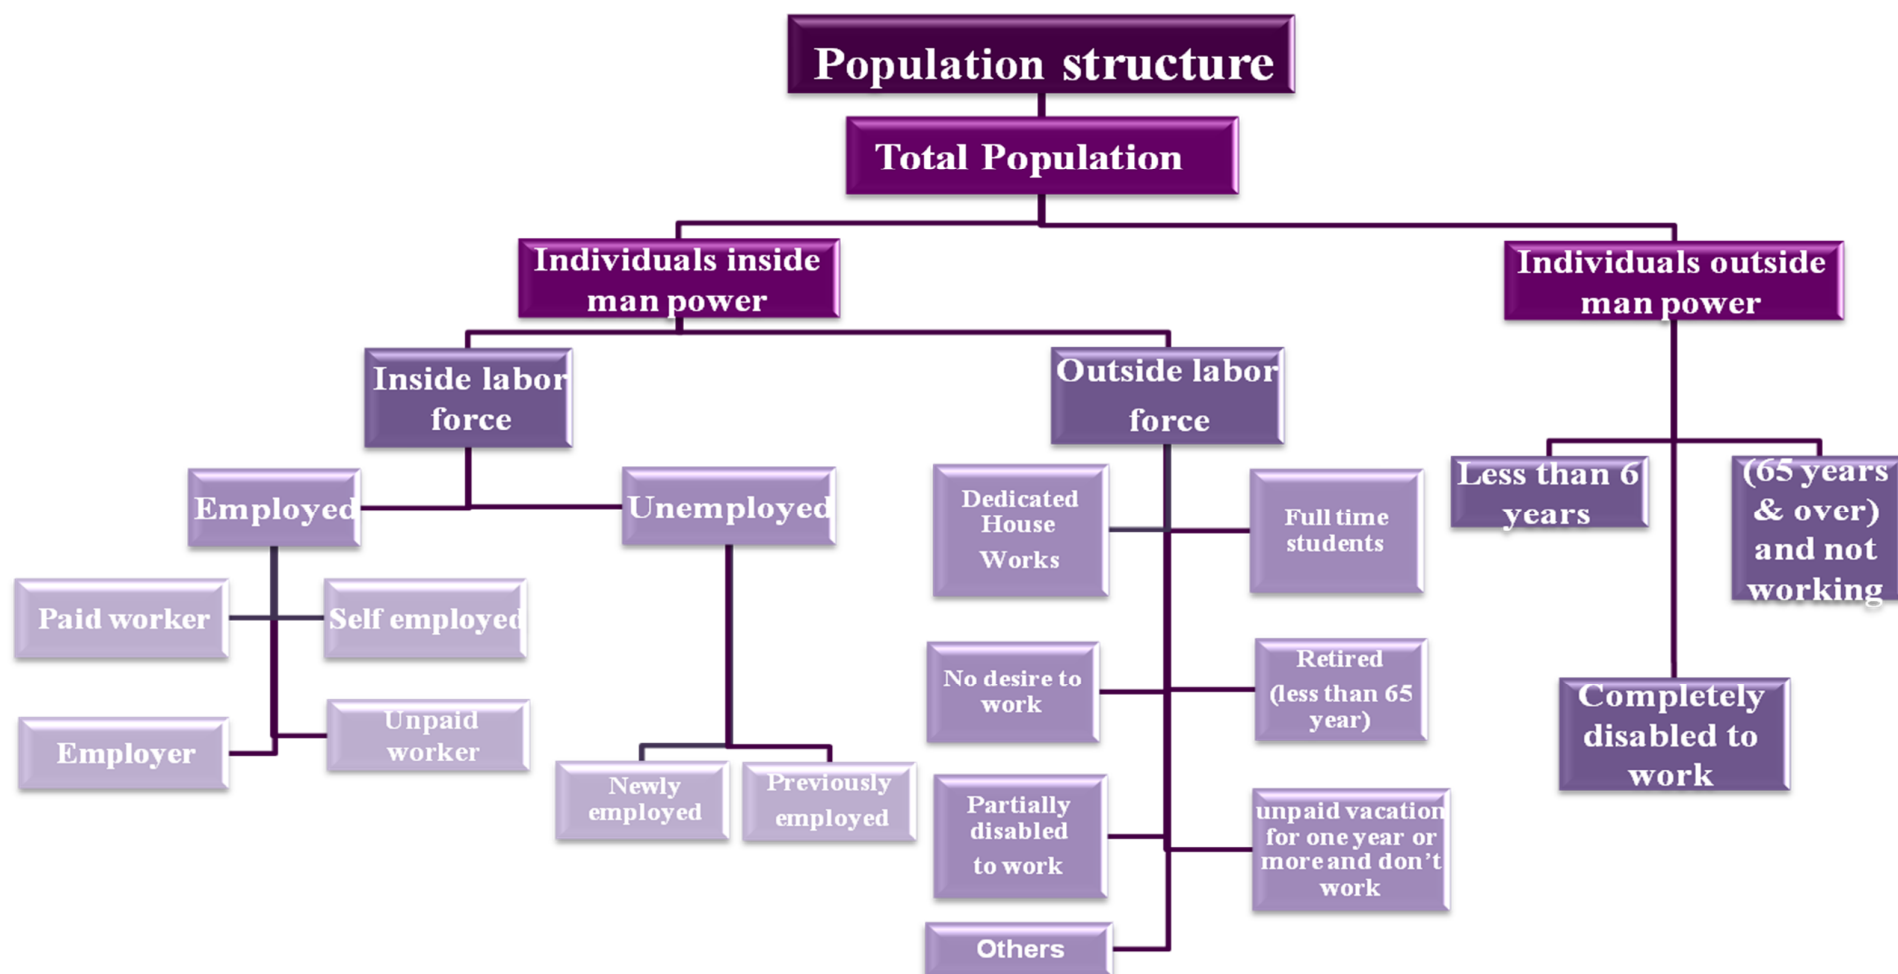 Population structure
Total Population
Individuals inside
man power
Individuals outside
man power
Inside labor
force
Outside labor
force
Less than 6
years
(65 years
& over)
and not
working
Completely
disabled to
work
Employed
Unemployed
Paid worker
Self employed
Employer
Unpaid
worker
Newly
employed
Previously
employed
Dedicated
House
Works
Full time
students
No desire to
work
Retired
(less than 65
year)
Partially
disabled
to work
unpaid vacation
for one year or
more and don't
work
Others